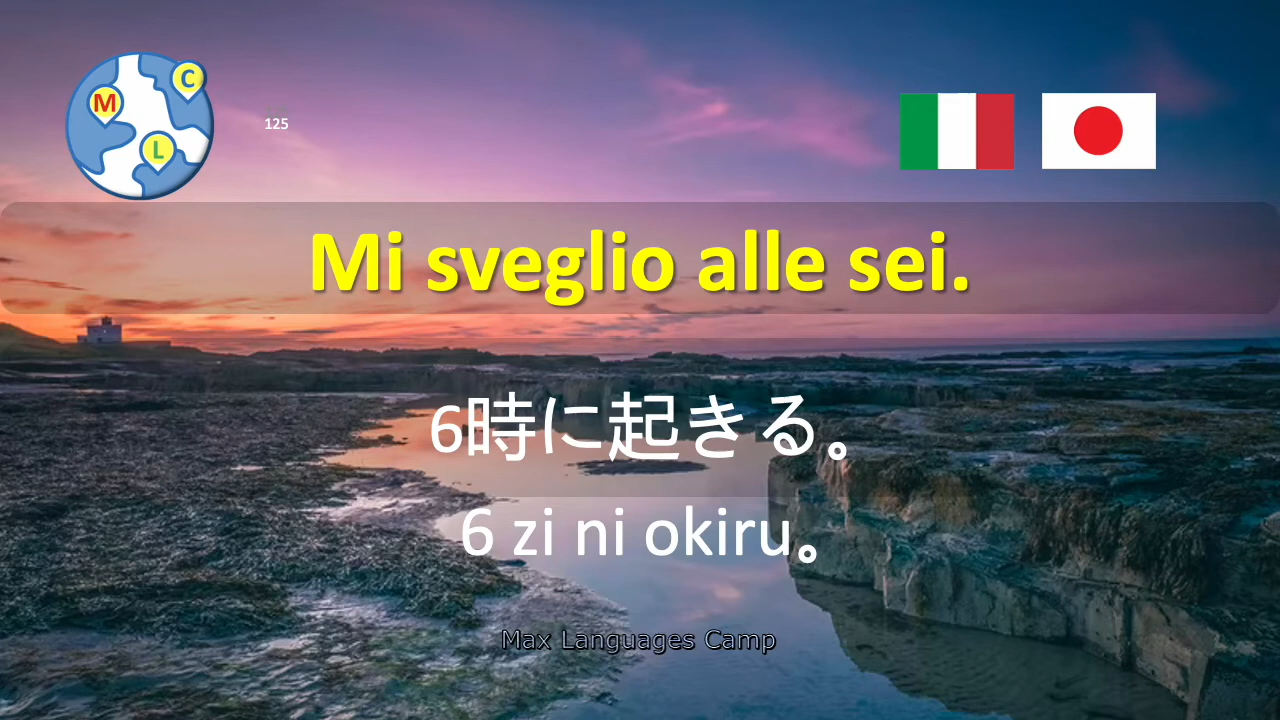 M
C
L
125
Mi sveglio alle sei.
6時に起きる。
6 zi ni okiru。
Max Languages Camp